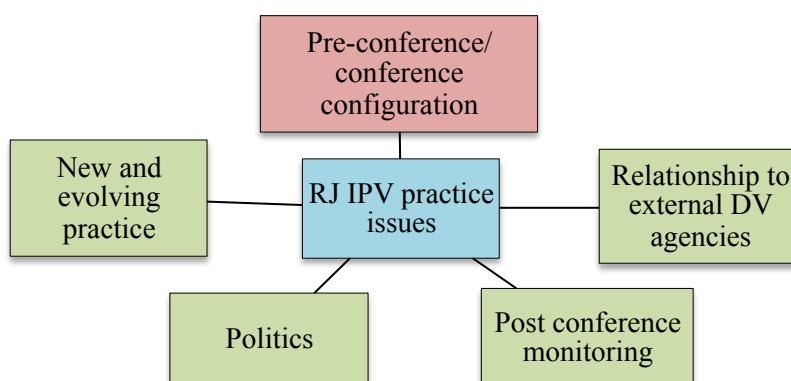 Pre-conference/
conference
configuration
New and
evolving
practice
RJ IPV practice
issues
Relationship to
external DV
agencies
Politics
Post conference
monitoring